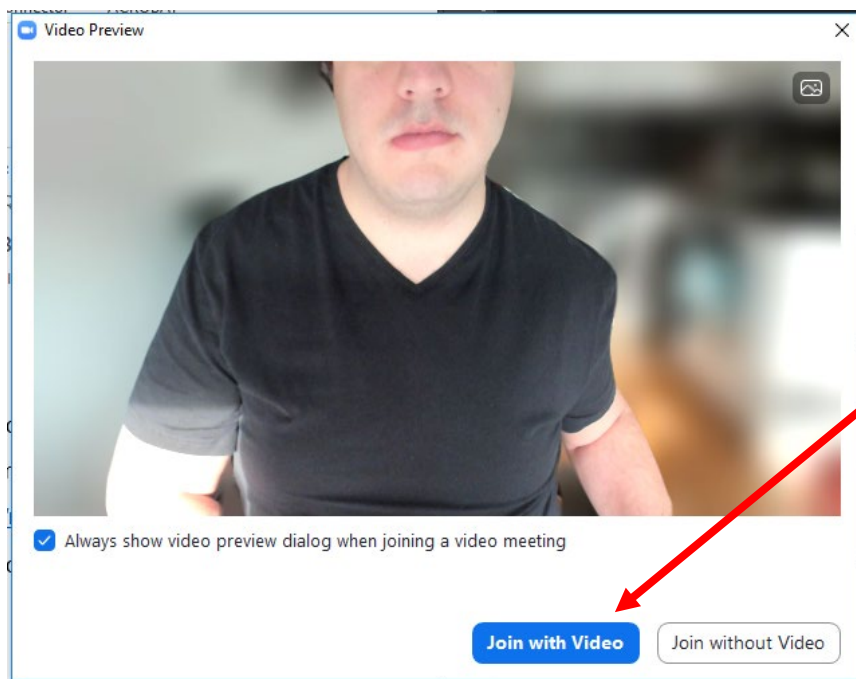 Video Preview
Always show video preview dialog when joining a video meeting
Join with Video
Join without Video